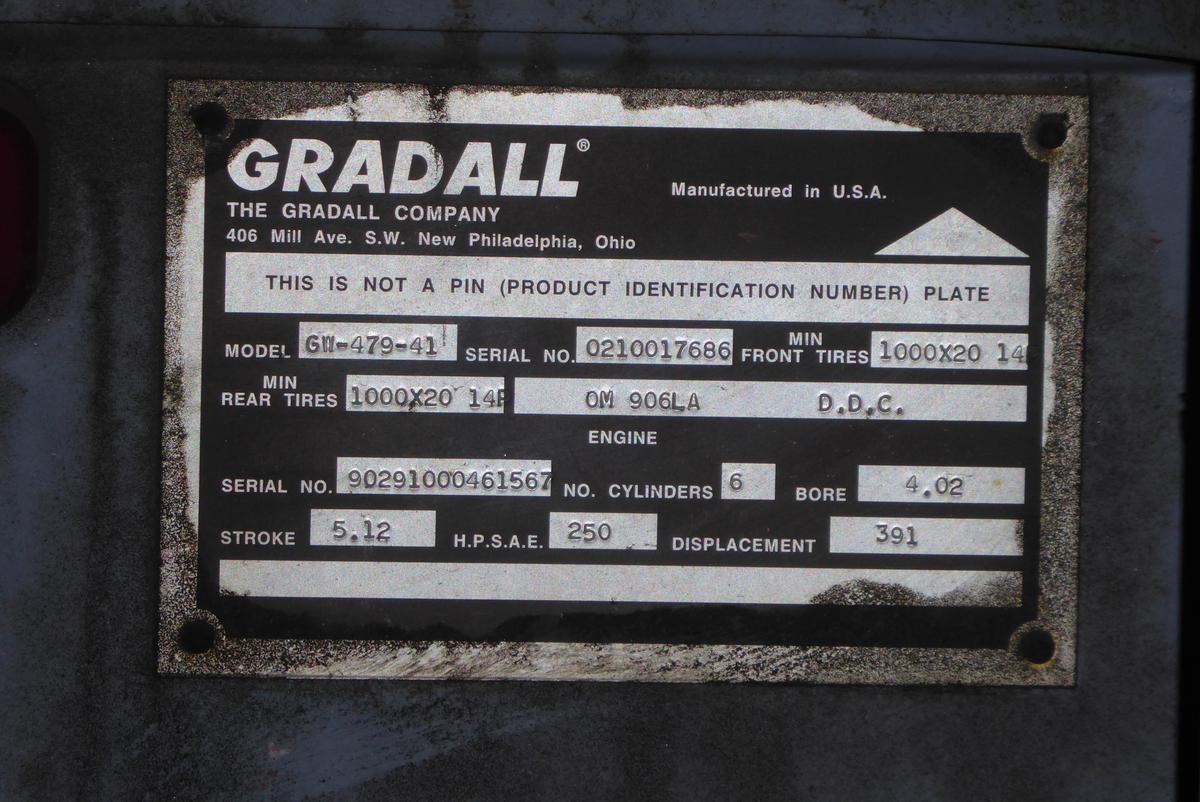 GRADALL®
Manufactured in U.S.A.
THE GRADALL COMPANY
406 Mill Ave. S.W. New Philadelphia, Ohio
THIS IS NOT A PIN (PRODUCT IDENTIFICATION NUMBER) PLATE
MODEL GW-479-41 SERIAL NO. 0210017686 MIN FRONT TIRES 1000X20 14
MIN REAR TIRES 1000X20 14P OM 906LA D.D.C.
ENGINE
SERIAL NO. 90291000461567 NO. CYLINDERS 6 BORE 4.02
STROKE 5.12 H.P.S.A.E. 250 DISPLACEMENT 391